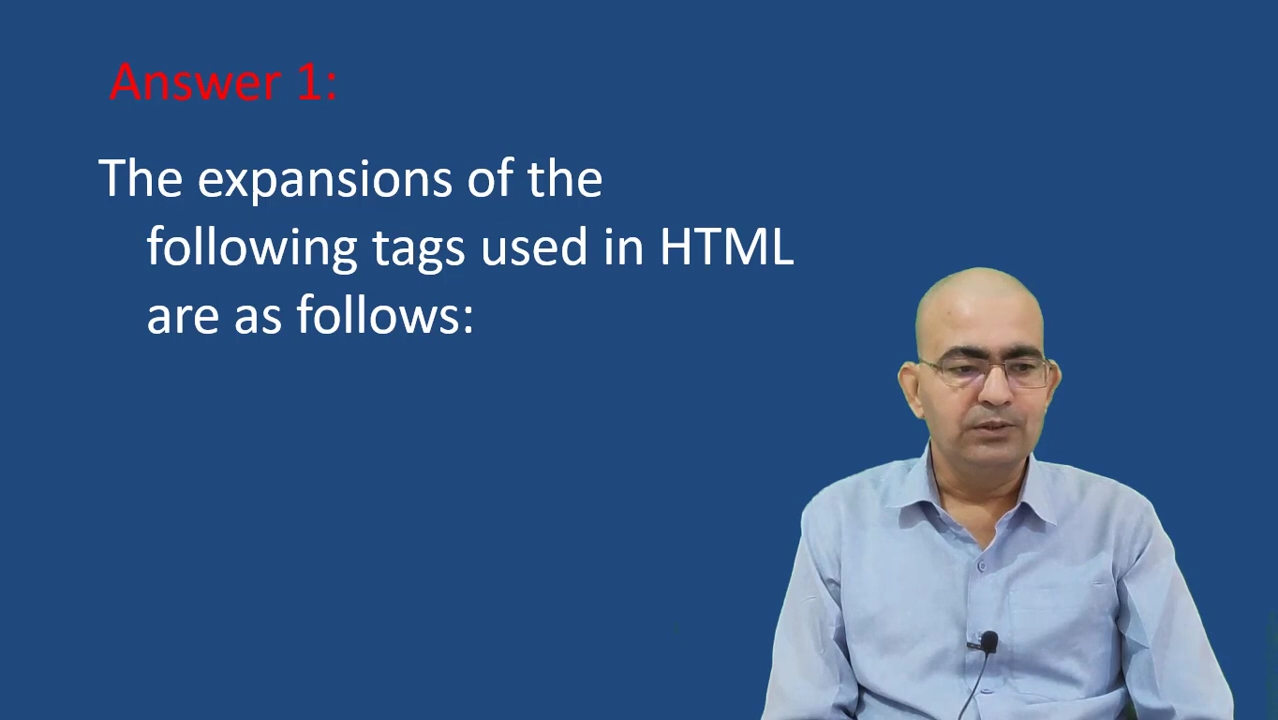 Answer 1:
The expansions of the
following tags used in HTML
are as follows: